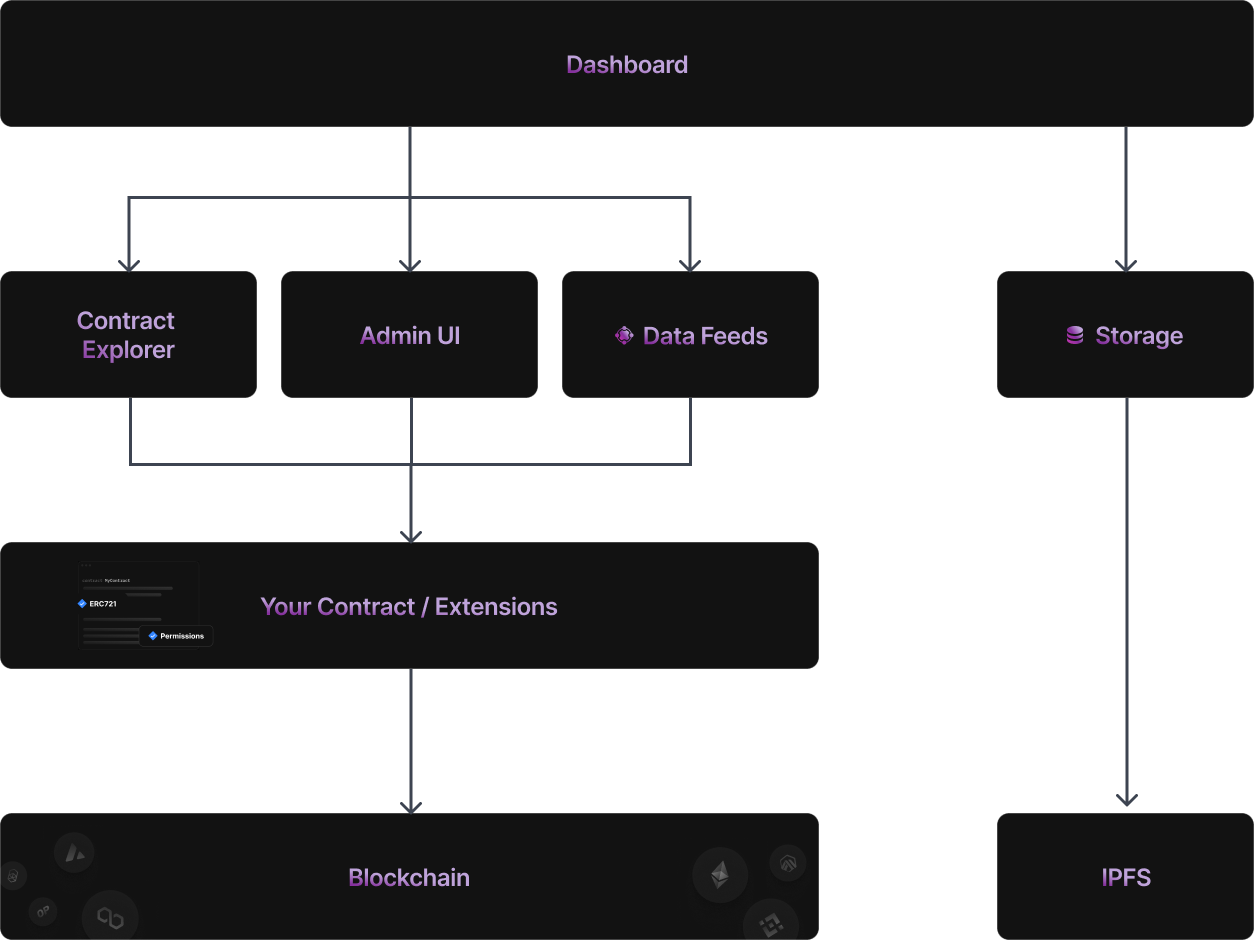 Dashboard
Contract
Explorer
Admin UI
Data Feeds
Storage
contract MyContract
ERC721
Permissions
Your Contract / Extensions
Blockchain
OP
IPFS